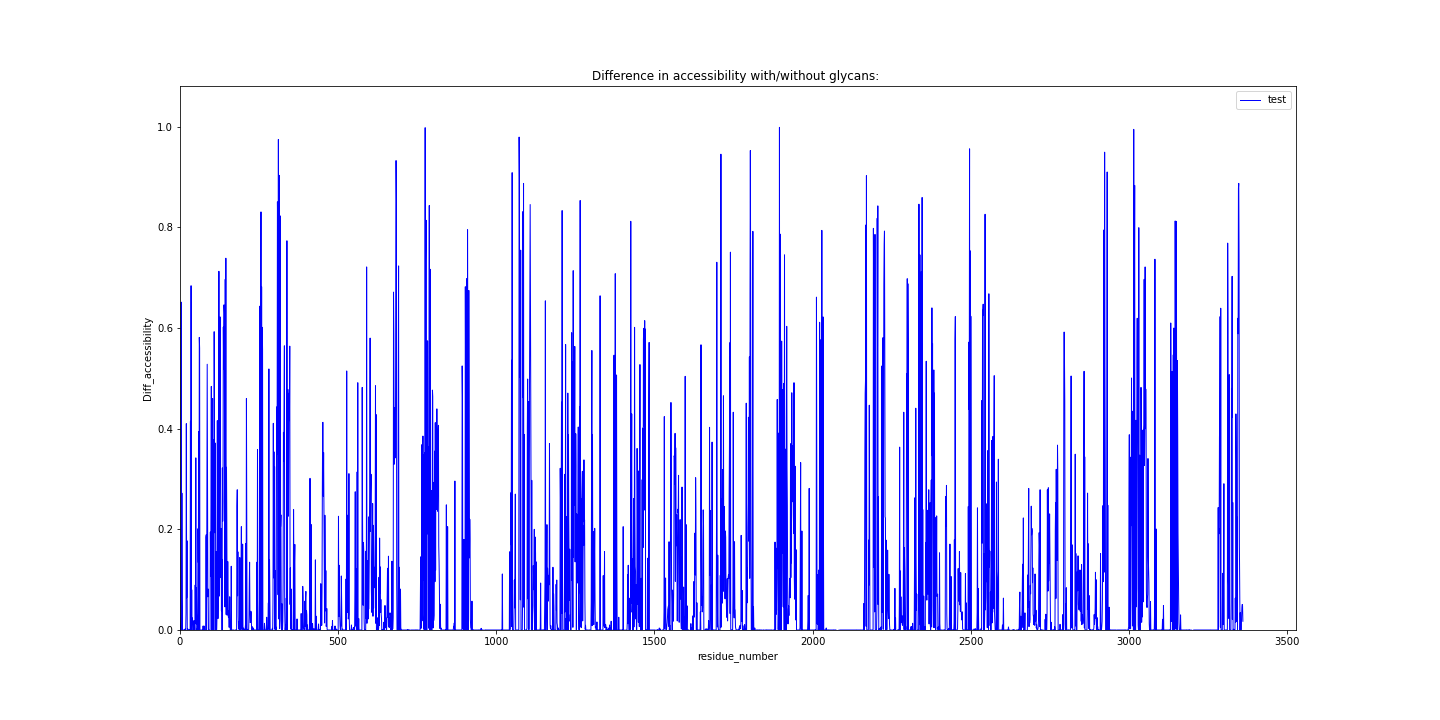 Difference in accessibility with/without glycans:
test
1.0
0.8
0.6
0.4
0.2
0.0
Diff_accessibility
0 500 1000 1500 2000 2500 3000 3500
residue_number